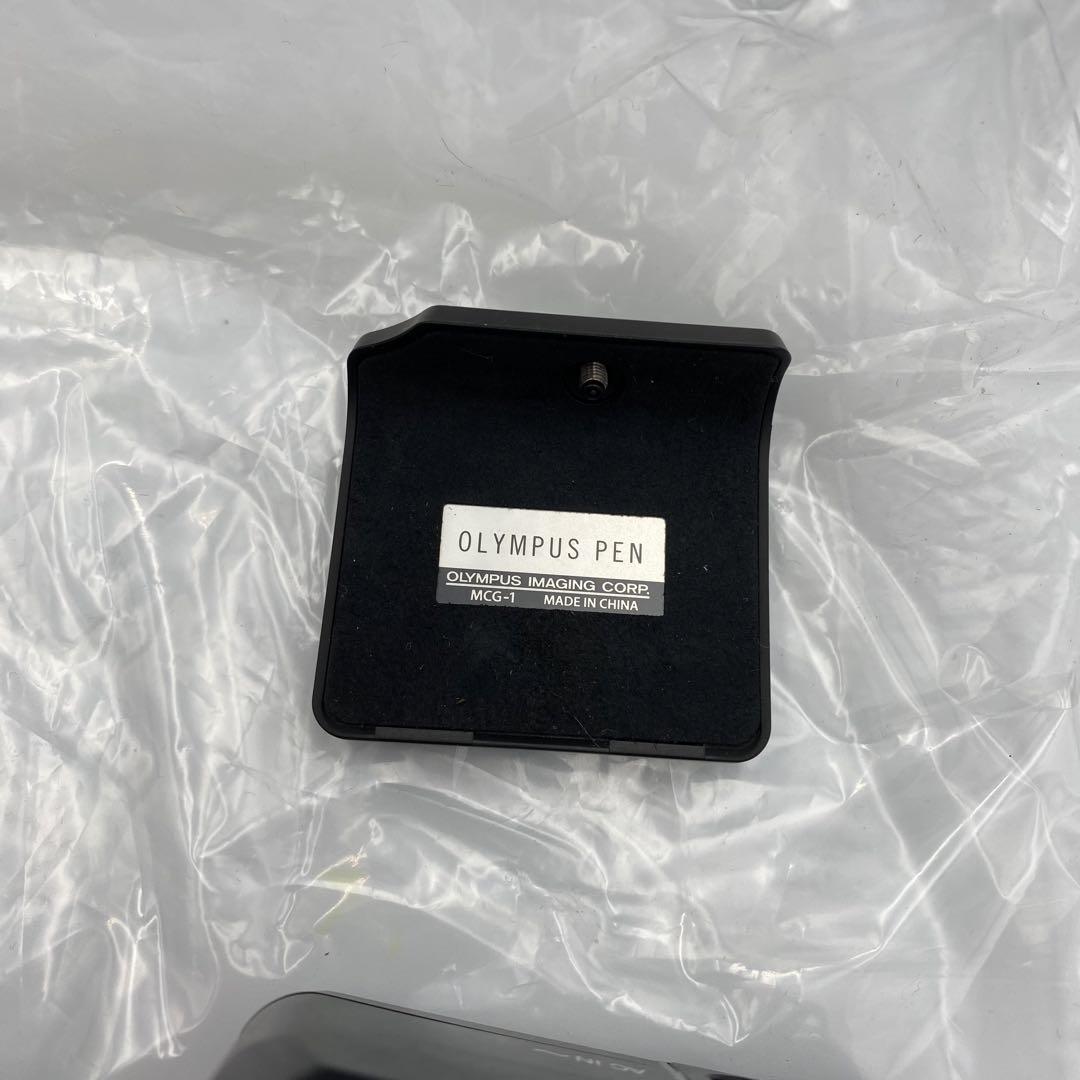 OLYMPUS PEN
OLYMPUS IMAGING CORP.
MCG-1 MADE IN CHINA